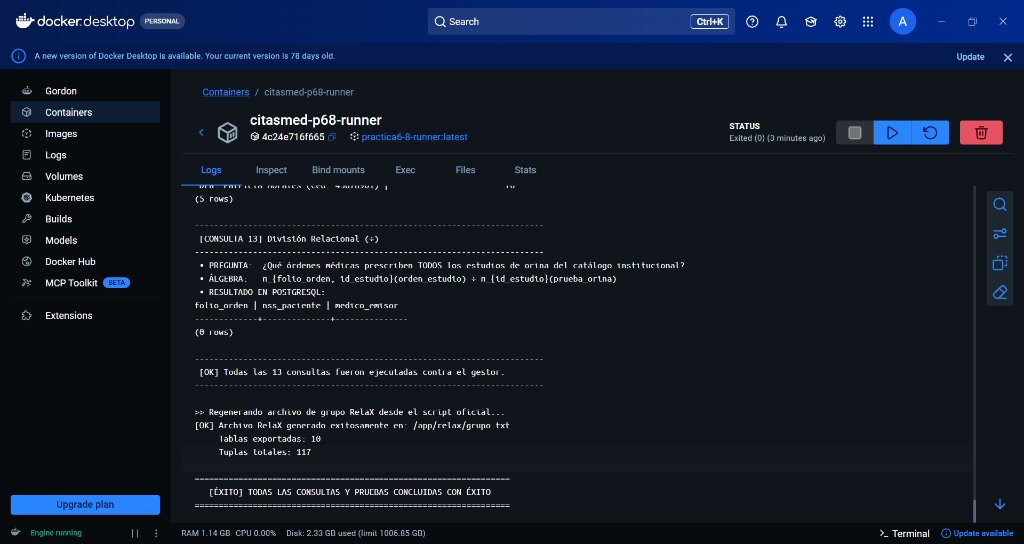 docker.desktop PERSONAL
Search Ctrl+K
A
A new version of Docker Desktop is available. Your current version is 78 days old.
Update
Gordon
Containers
Images
Logs
Volumes
Kubernetes
Builds
Models
Docker Hub
MCP Toolkit BETA
Extensions
Containers / citasmed-p68-runner
citasmed-p68-runner
4c24e716f665 practica6-8-runner:latest
STATUS
Exited (0) (3 minutes ago)
Logs Inspect Bind mounts Exec Files Stats
(5 rows)
[CONSULTA 13] División Relacional (÷)
• PREGUNTA: ¿Qué órdenes médicas prescriben TODOS los estudios de orina del catálogo institucional?
• ÁLGEBRA: π_{folio_orden, id_estudio}(orden_estudio) ÷ π_{id_estudio}(prueba_orina)
• RESULTADO EN POSTGRESQL:
folio_orden | nss_paciente | medico_emisor
-------------+--------------+---------------
(0 rows)
[OK] Todas las 13 consultas fueron ejecutadas contra el gestor.
>> Regenerando archivo de grupo RelaX desde el script oficial...
[OK] Archivo RelaX generado exitosamente en: /app/relax/grupo.txt
Tablas exportadas: 10
Tuplas totales: 117
[ÉXITO] TODAS LAS CONSULTAS Y PRUEBAS CONCLUIDAS CON ÉXITO
Upgrade plan
Engine running
RAM 1.14 GB CPU 0.00% Disk: 2.33 GB used (limit 1006.85 GB)
>_ Terminal
Update available